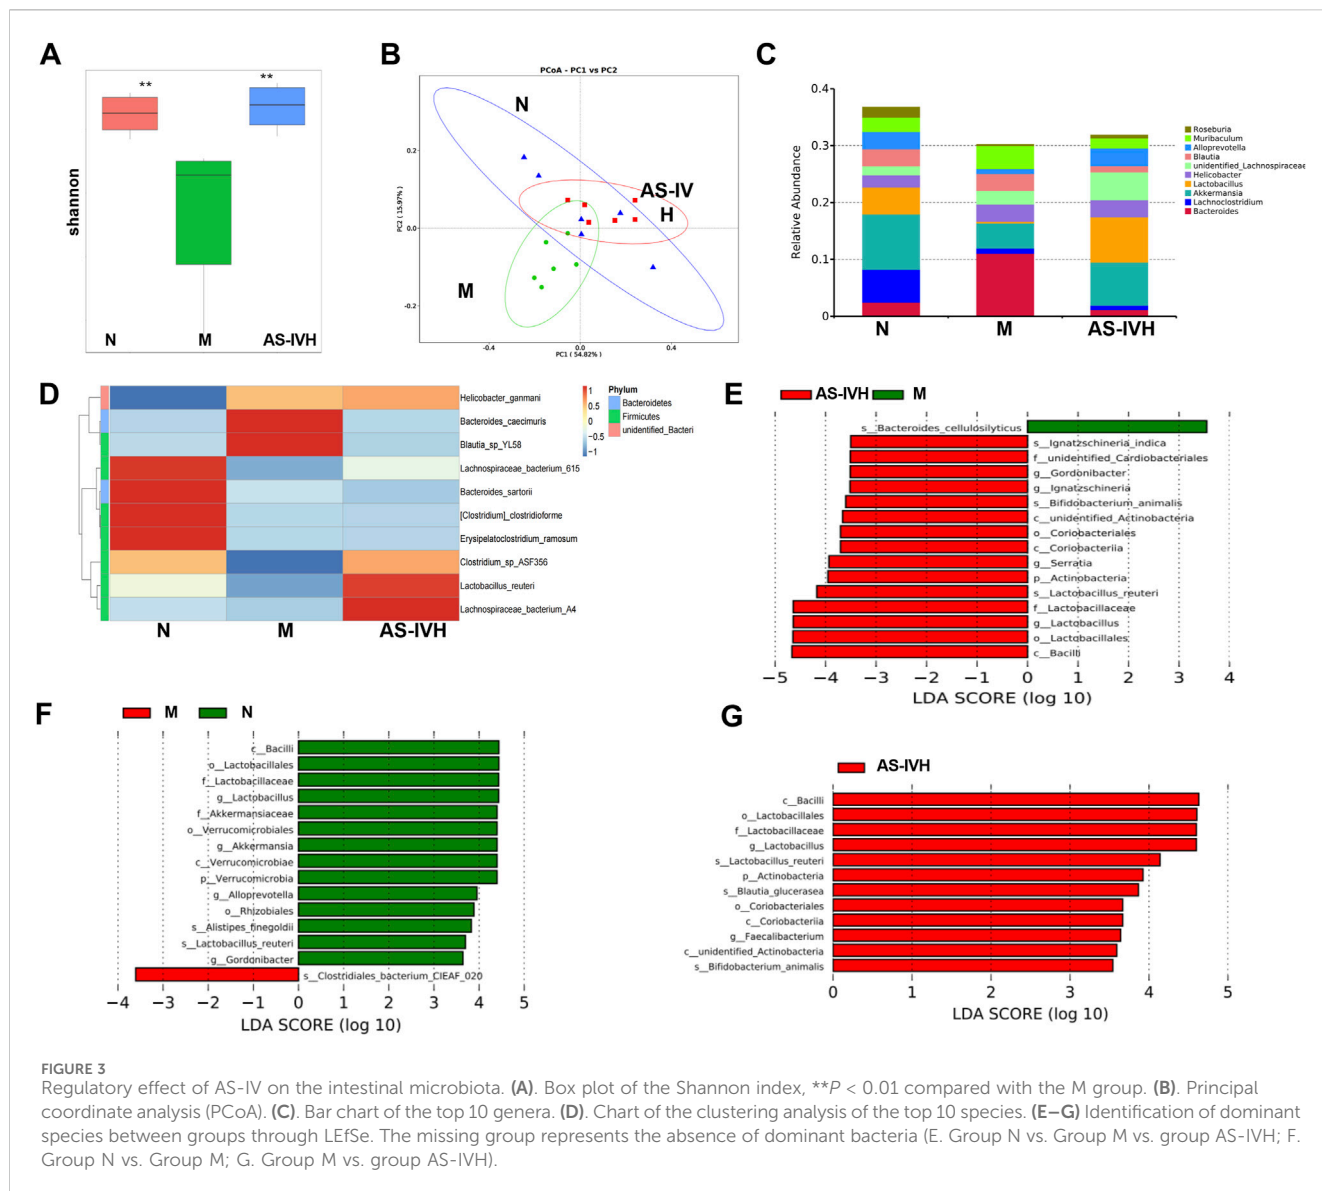 A
**
**
shannon
N
M
AS-IVH
B
PCoA - PC1 vs PC2
N
AS-IV
H
M
PC2 ( 15.97% )
0.2
0.0
-0.2
-0.4
0.0
0.4
PC1 ( 54.82% )
C
0.4
0.3
0.2
0.1
0
Relative Abundance
N
M
AS-IVH
Roseburia
Muribaculum
Alloprevotella
Blautia
unidentified_Lachnospiraceae
Helicobacter
Lactobacillus
Akkermansia
Lachnoclostridium
Bacteroides
D
Helicobacter_ganmani
Bacteroides_caecimuris
Blautia_sp_YL58
Lachnospiraceae_bacterium_615
Bacteroides_sartorii
[Clostridium]_clostridioforme
Erysipelatoclostridium_ramosum
Clostridium_sp_ASF356
Lactobacillus_reuteri
Lachnospiraceae_bacterium_A4
N
M
AS-IVH
1
0.5
0
-0.5
-1
Phylum
Bacteroidetes
Firmicutes
unidentified_Bacteri
E
AS-IVH M
s__Bacteroides_cellulosilyticus
s__Ignatzschineria_indica
f__unidentified_Cardiobacteriales
g__Gordonibacter
g__Ignatzschineria
s__Bifidobacterium_animalis
c__unidentified_Actinobacteria
o__Coriobacteriales
c__Coriobacteriia
g__Serratia
p__Actinobacteria
s__Lactobacillus_reuteri
f__Lactobacillaceae
g__Lactobacillus
o__Lactobacillales
c__Bacilli
−5 −4 −3 −2 −1 0 1 2 3 4
LDA SCORE (log 10)
F
M N
c__Bacilli
o__Lactobacillales
f__Lactobacillaceae
g__Lactobacillus
f__Akkermansiaceae
o__Verrucomicrobiales
g__Akkermansia
c__Verrucomicrobiae
p__Verrucomicrobia
g__Alloprevotella
o__Rhizobiales
s__Alistipes_finegoldii
s__Lactobacillus_reuteri
g__Gordonibacter
s__Clostridiales_bacterium_CIEAF_020
−4 −3 −2 −1 0 1 2 3 4 5
LDA SCORE (log 10)
G
AS-IVH
c__Bacilli
o__Lactobacillales
f__Lactobacillaceae
g__Lactobacillus
s__Lactobacillus_reuteri
p__Actinobacteria
s__Blautia_glucerasea
o__Coriobacteriales
c__Coriobacteriia
g__Faecalibacterium
c__unidentified_Actinobacteria
s__Bifidobacterium_animalis
0 1 2 3 4 5
LDA SCORE (log 10)
FIGURE 3
Regulatory effect of AS-IV on the intestinal microbiota. (A). Box plot of the Shannon index, **P < 0.01 compared with the M group. (B). Principal
coordinate analysis (PCoA). (C). Bar chart of the top 10 genera. (D). Chart of the clustering analysis of the top 10 species. (E–G) Identification of dominant
species between groups through LEfSe. The missing group represents the absence of dominant bacteria (E. Group N vs. Group M vs. group AS-IVH; F.
Group N vs. Group M; G. Group M vs. group AS-IVH).